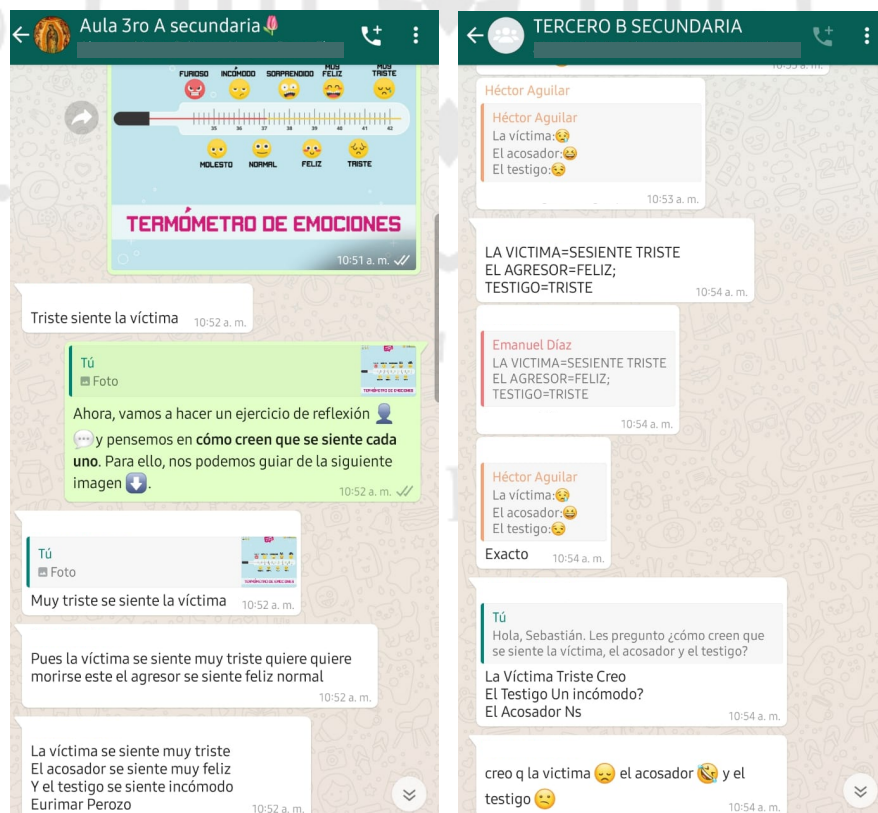 Aula 3ro A secundaria🌷
FURIOSO INCÓMODO SORPRENDIDO MUY FELIZ MUY TRISTE
35 36 37 38 39 40 41 42
MOLESTO NORMAL FELIZ TRISTE
TERMÓMETRO DE EMOCIONES
10:51 a. m.
Triste siente la víctima 10:52 a. m.
Tú
Foto
Ahora, vamos a hacer un ejercicio de reflexión 👤
💬 y pensemos en cómo creen que se siente cada
uno. Para ello, nos podemos guiar de la siguiente
imagen ⬇️.
10:52 a. m.
Tú
Foto
Muy triste se siente la víctima 10:52 a. m.
Pues la víctima se siente muy triste quiere quiere
morirse este el agresor se siente feliz normal
10:52 a. m.
La víctima se siente muy triste
El acosador se siente muy feliz
Y el testigo se siente incómodo
Eurimar Perozo 10:52 a. m.
TERCERO B SECUNDARIA
10:53 a. m.
Héctor Aguilar
Héctor Aguilar
La víctima:😢
El acosador:😄
El testigo:😒
10:53 a. m.
LA VICTIMA=SESIENTE TRISTE
EL AGRESOR=FELIZ;
TESTIGO=TRISTE
10:54 a. m.
Emanuel Díaz
LA VICTIMA=SESIENTE TRISTE
EL AGRESOR=FELIZ;
TESTIGO=TRISTE
10:54 a. m.
Héctor Aguilar
La víctima:😢
El acosador:😄
El testigo:😒
Exacto 10:54 a. m.
Tú
Hola, Sebastián. Les pregunto ¿cómo creen que
se siente la víctima, el acosador y el testigo?
La Víctima Triste Creo
El Testigo Un incómodo?
El Acosador Ns
10:54 a. m.
creo q la victima 😞 el acosador 🤣 y el
testigo 🙁
10:54 a. m.